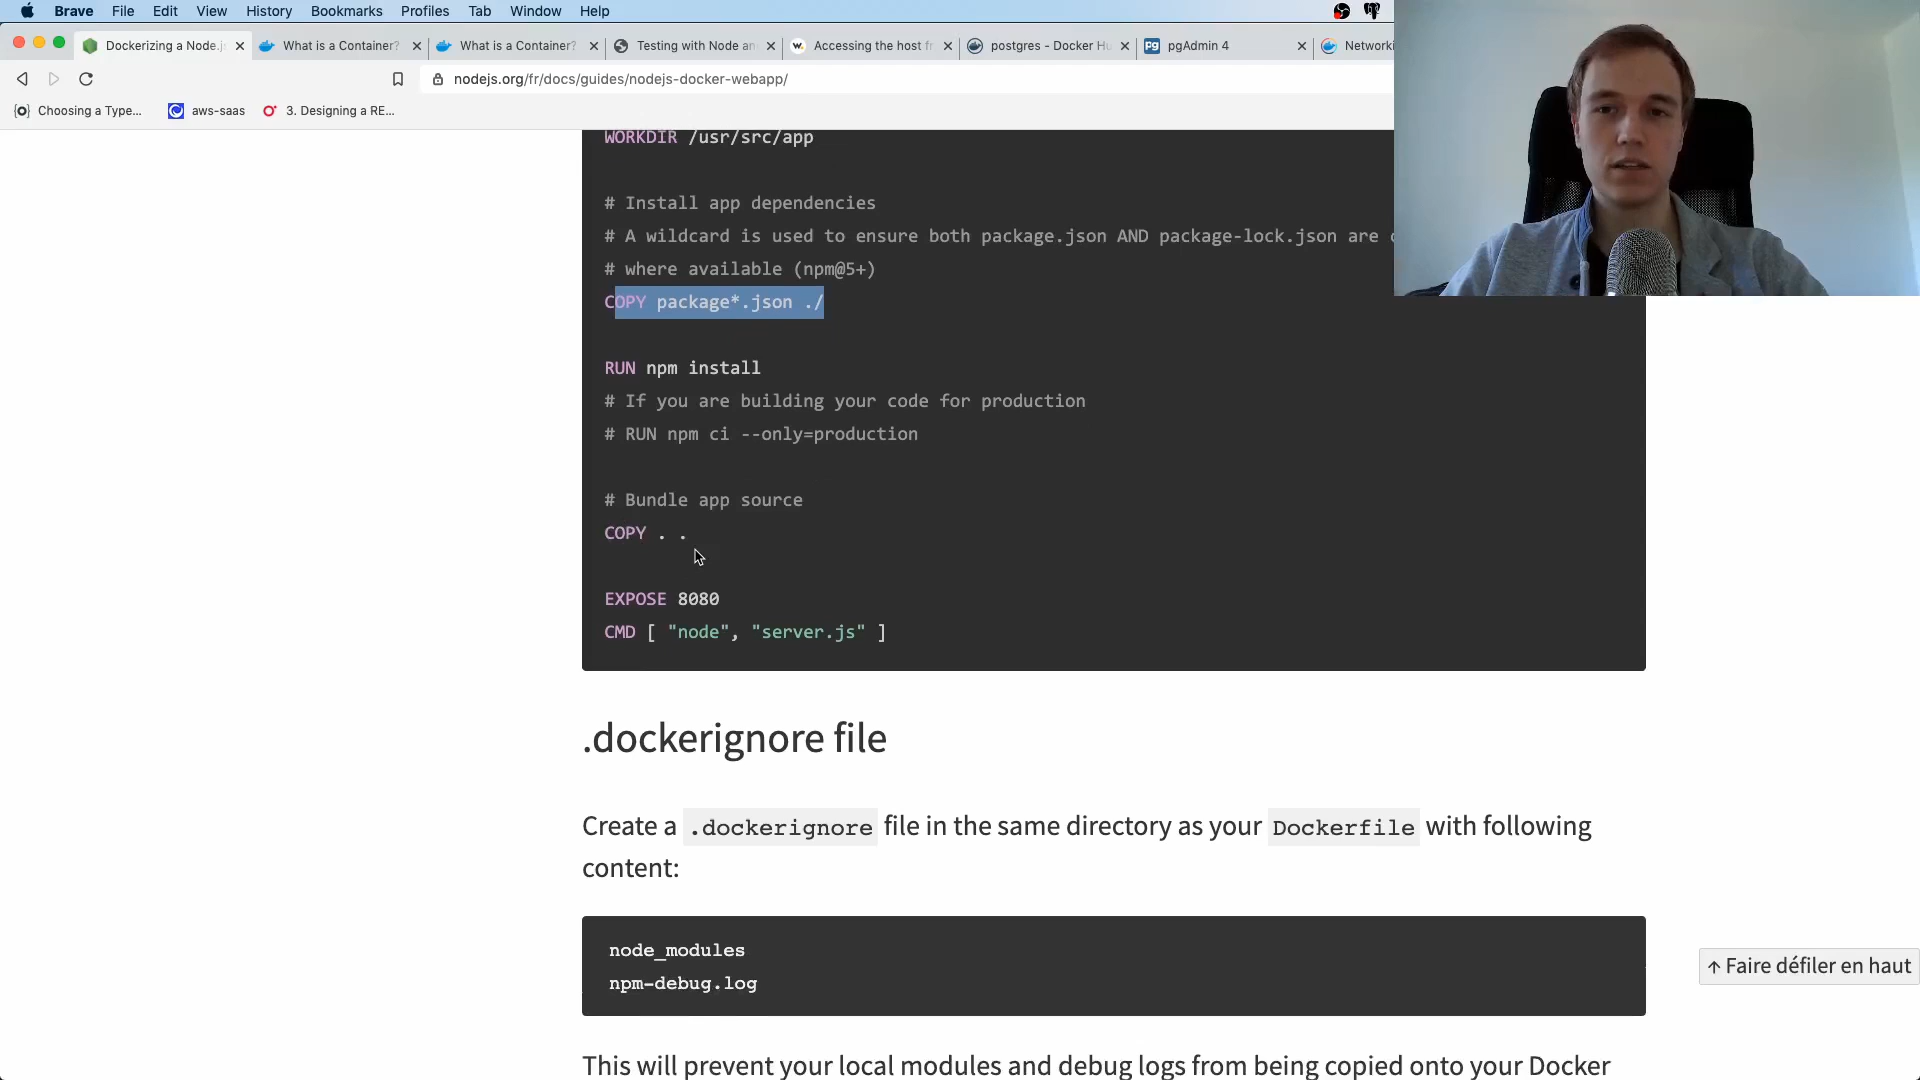 Brave File Edit View History Bookmarks Profiles Tab Window Help
Dockerizing a Node.js What is a Container? What is a Container? Testing with Node an Accessing the host f postgres - Docker Hu pgAdmin 4 Networki
nodejs.org/fr/docs/guides/nodejs-docker-webapp/
Choosing a Type... aws-saas 3. Designing a RE...
WORKDIR /usr/src/app
# Install app dependencies
# A wildcard is used to ensure both package.json AND package-lock.json are
# where available (npm@5+)
COPY package*.json ./
RUN npm install
# If you are building your code for production
# RUN npm ci --only=production
# Bundle app source
COPY . .
EXPOSE 8080
CMD [ "node", "server.js" ]
.dockerignore file
Create a .dockerignore file in the same directory as your Dockerfile with following
content:
node_modules
npm-debug.log
↑ Faire défiler en haut
This will prevent your local modules and debug logs from being copied onto your Docker